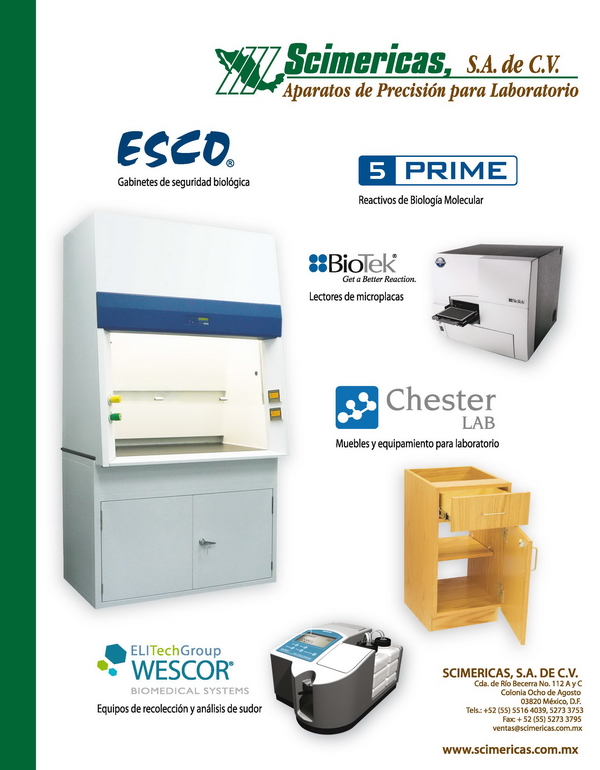 Scimericas, S.A. de C.V.
Aparatos de Precisión para Laboratorio
ESCO®
Gabinetes de seguridad biológica
5 PRIME
Reactivos de Biología Molecular
BioTek®
Get a Better Reaction.
Lectores de microplacas
Chester
LAB
Muebles y equipamiento para laboratorio
ELITechGroup
WESCOR®
BIOMEDICAL SYSTEMS
Equipos de recolección y análisis de sudor
SCIMERICAS, S.A. DE C.V.
Cda. de Río Becerra No. 112 A y C
Colonia Ocho de Agosto
03820 México, D.F.
Tels.: +52 (55) 5516 4039, 5273 3753
Fax: + 52 (55) 5273 3795
ventas@scimericas.com.mx
www.scimericas.com.mx